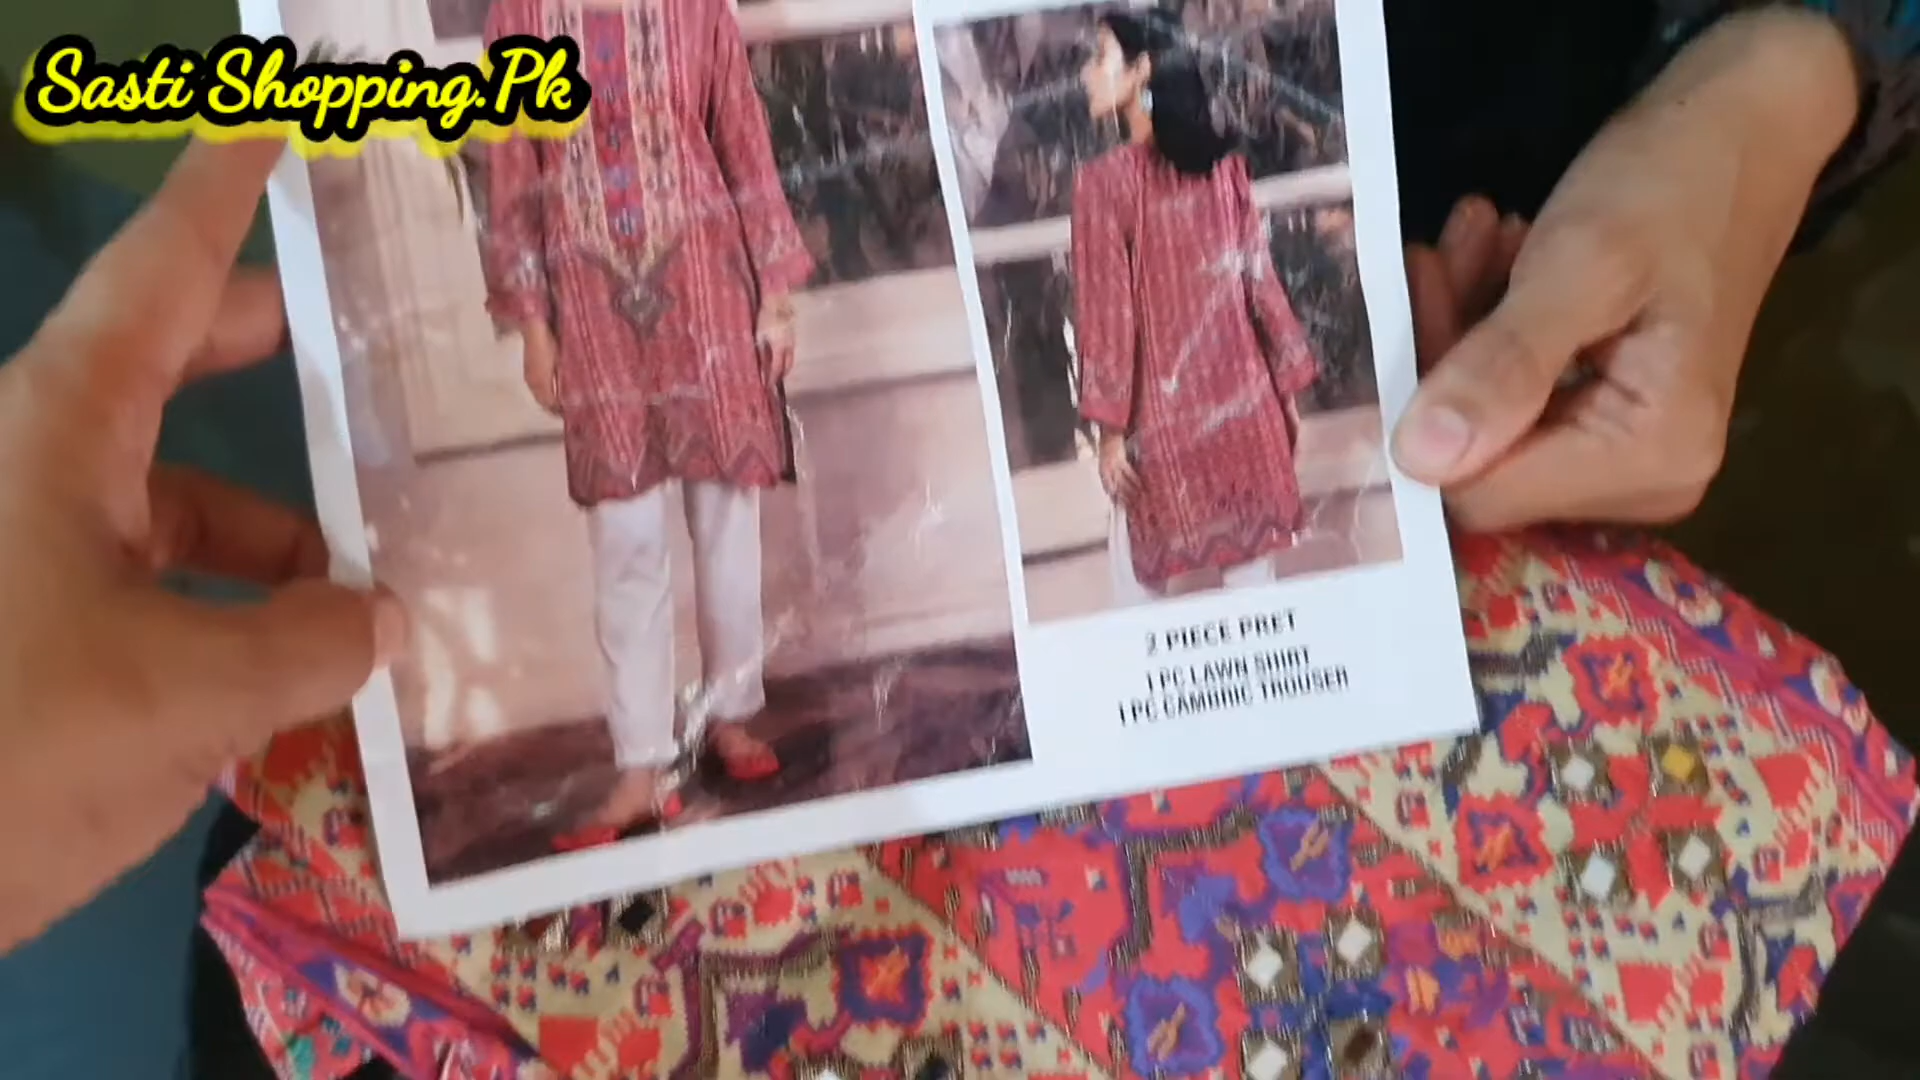 Sasti Shopping.Pk
2 PIECE PRET
1 PC LAWN SHIRT
1 PC CAMBRIC TROUSER